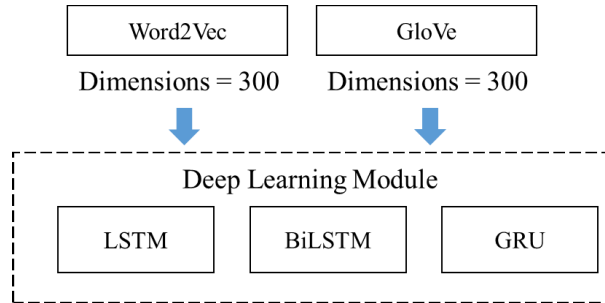 Word2Vec
GloVe
Dimensions = 300
Dimensions = 300
Deep Learning Module
LSTM
BiLSTM
GRU